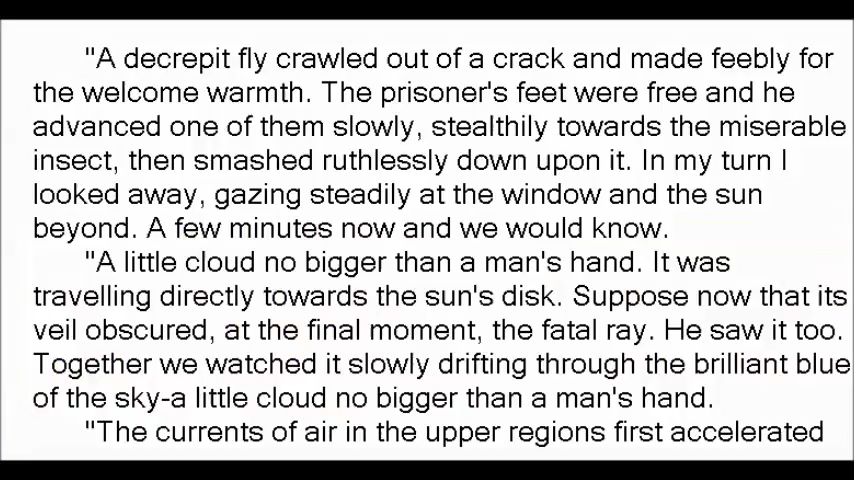 "A decrepit fly crawled out of a crack and made feebly for
the welcome warmth. The prisoner's feet were free and he
advanced one of them slowly, stealthily towards the miserable
insect, then smashed ruthlessly down upon it. In my turn I
looked away, gazing steadily at the window and the sun
beyond. A few minutes now and we would know.
"A little cloud no bigger than a man's hand. It was
travelling directly towards the sun's disk. Suppose now that its
veil obscured, at the final moment, the fatal ray. He saw it too.
Together we watched it slowly drifting through the brilliant blue
of the sky-a little cloud no bigger than a man's hand.
"The currents of air in the upper regions first accelerated